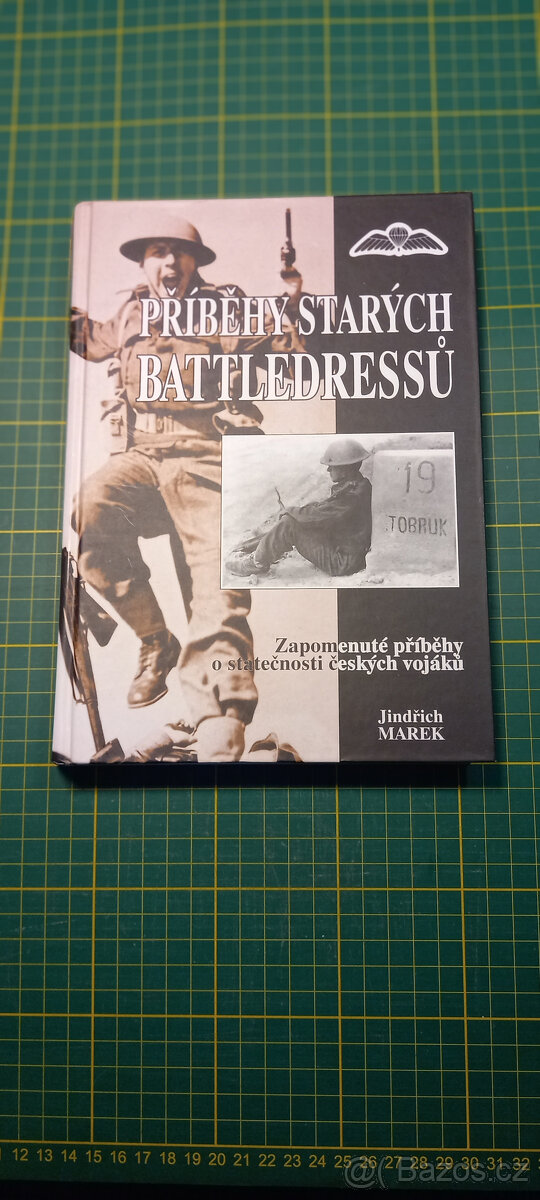 PŘÍBĚHY STARÝCH
BATTLEDRESSŮ
19
TOBRUK
Zapomenuté příběhy
o statečnosti českých vojáků
Jindřich
MAREK
11 12 13 14 15 16 17 18 19 20 21 22 23 24 25 26 27 28 29 30 31 32
@( Bazos.cz